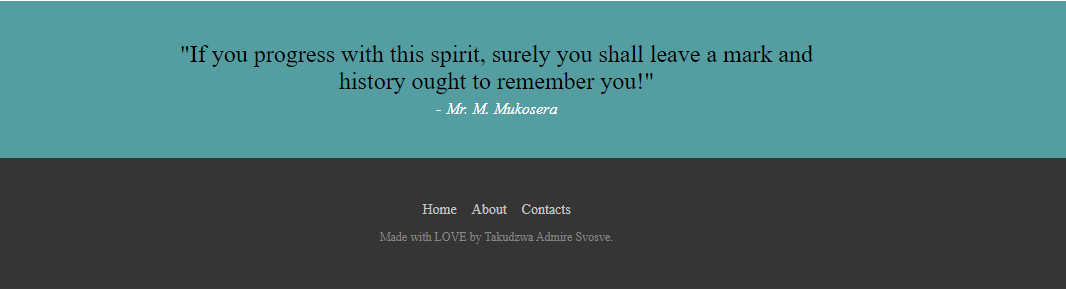 "If you progress with this spirit, surely you shall leave a mark and
history ought to remember you!"
- Mr. M. Mukosera
Home About Contacts
Made with LOVE by Takudzwa Admire Svosve.